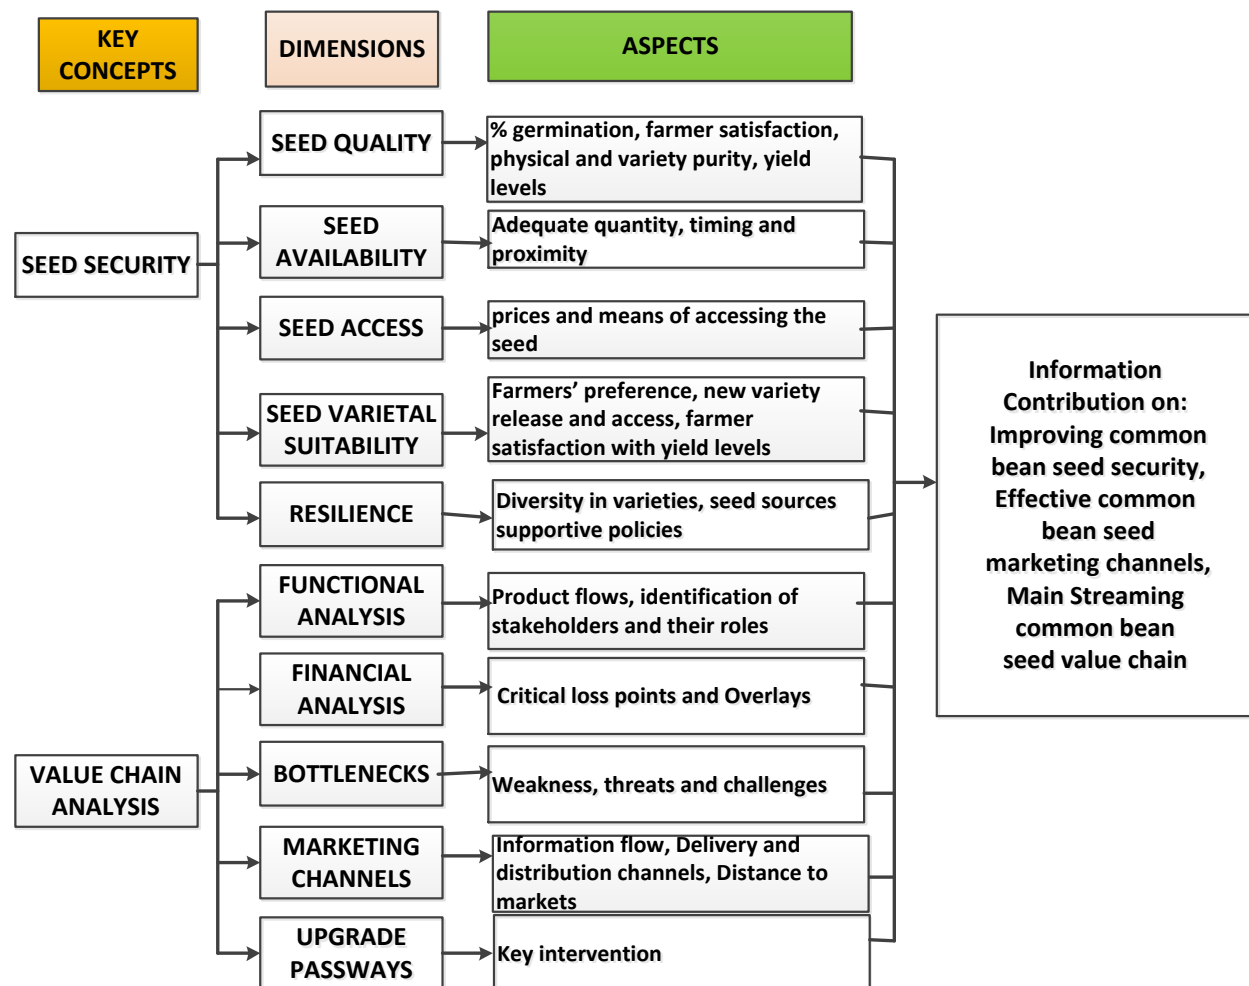 KEY
CONCEPTS
DIMENSIONS
ASPECTS
SEED SECURITY
SEED QUALITY
% germination, farmer satisfaction,
physical and variety purity, yield
levels
SEED
AVAILABILITY
Adequate quantity, timing and
proximity
SEED ACCESS
prices and means of accessing the
seed
SEED VARIETAL
SUITABILITY
Farmers’ preference, new variety
release and access, farmer
satisfaction with yield levels
RESILIENCE
Diversity in varieties, seed sources
supportive policies
VALUE CHAIN
ANALYSIS
FUNCTIONAL
ANALYSIS
Product flows, identification of
stakeholders and their roles
FINANCIAL
ANALYSIS
Critical loss points and Overlays
BOTTLENECKS
Weakness, threats and challenges
MARKETING
CHANNELS
Information flow, Delivery and
distribution channels, Distance to
markets
UPGRADE
PASSWAYS
Key intervention
Information
Contribution on:
Improving common
bean seed security,
Effective common
bean seed
marketing channels,
Main Streaming
common bean
seed value chain